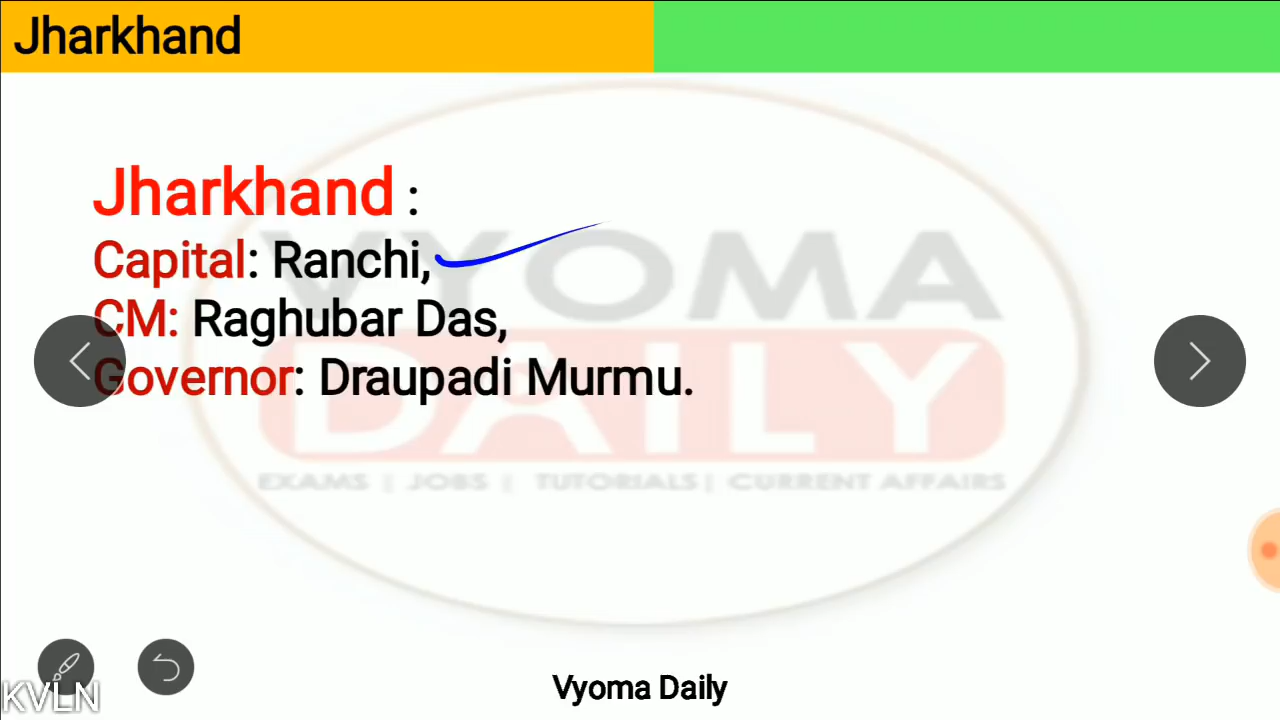 Jharkhand
Jharkhand :
Capital: Ranchi,
CM: Raghubar Das,
Governor: Draupadi Murmu.
VYOMA
DAILY
EXAMS | JOBS | TUTORIALS | CURRENT AFFAIRS
Vyoma Daily
KVLN